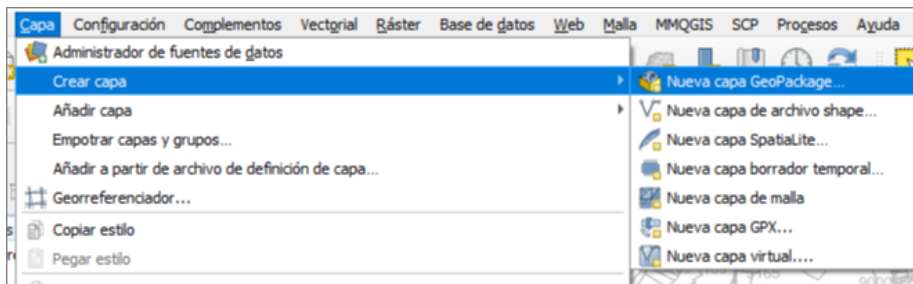 Capa Configuración Complementos Vectorial Ráster Base de datos Web Malla MMQGIS SCP Procesos Ayuda
Administrador de fuentes de datos
Crear capa
Añadir capa
Empotrar capas y grupos...
Añadir a partir de archivo de definición de capa...
Georreferenciador...
Copiar estilo
Pegar estilo
Nueva capa GeoPackage...
Nueva capa de archivo shape...
Nueva capa SpatiaLite...
Nueva capa borrador temporal...
Nueva capa de malla
Nueva capa GPX...
Nueva capa virtual....